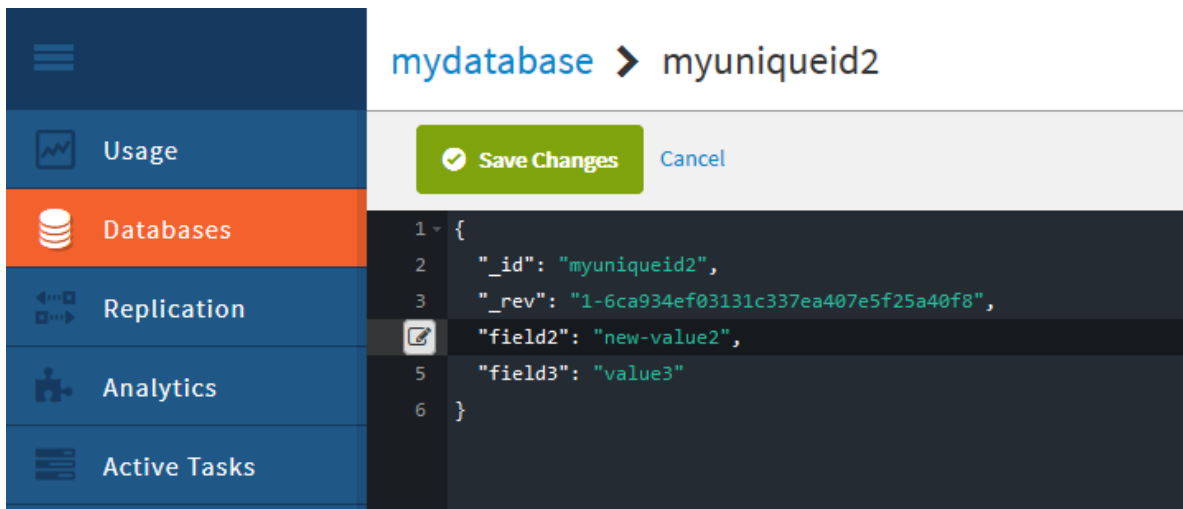 mydatabase > myuniqueid2
Usage
Databases
Replication
Analytics
Active Tasks
Save Changes Cancel
1 {
2 "_id": "myuniqueid2",
3 "_rev": "1-6ca934ef03131c337ea407e5f25a40f8",
"field2": "new-value2",
5 "field3": "value3"
6 }